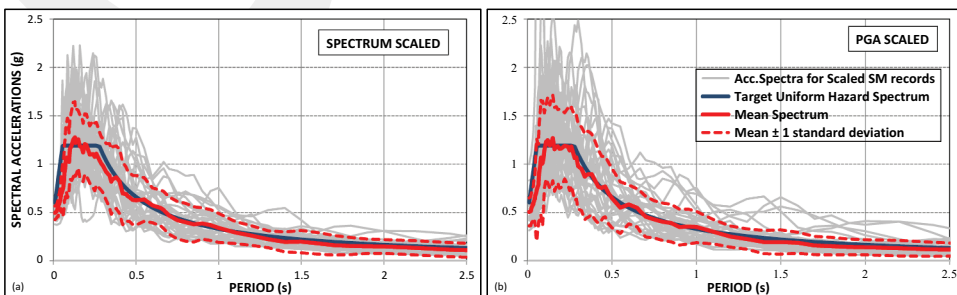 SPECTRUM SCALED
SPECTRAL ACCELERATIONS (g)
2.5
2
1.5
1
0.5
0
0 0.5 1 1.5 2 2.5
(a) PERIOD (s)
PGA SCALED
Acc.Spectra for Scaled SM records
Target Uniform Hazard Spectrum
Mean Spectrum
Mean ± 1 standard deviation
2.5
2
1.5
1
0.5
0
0 0.5 1 1.5 2 2.5
(b) PERIOD (s)